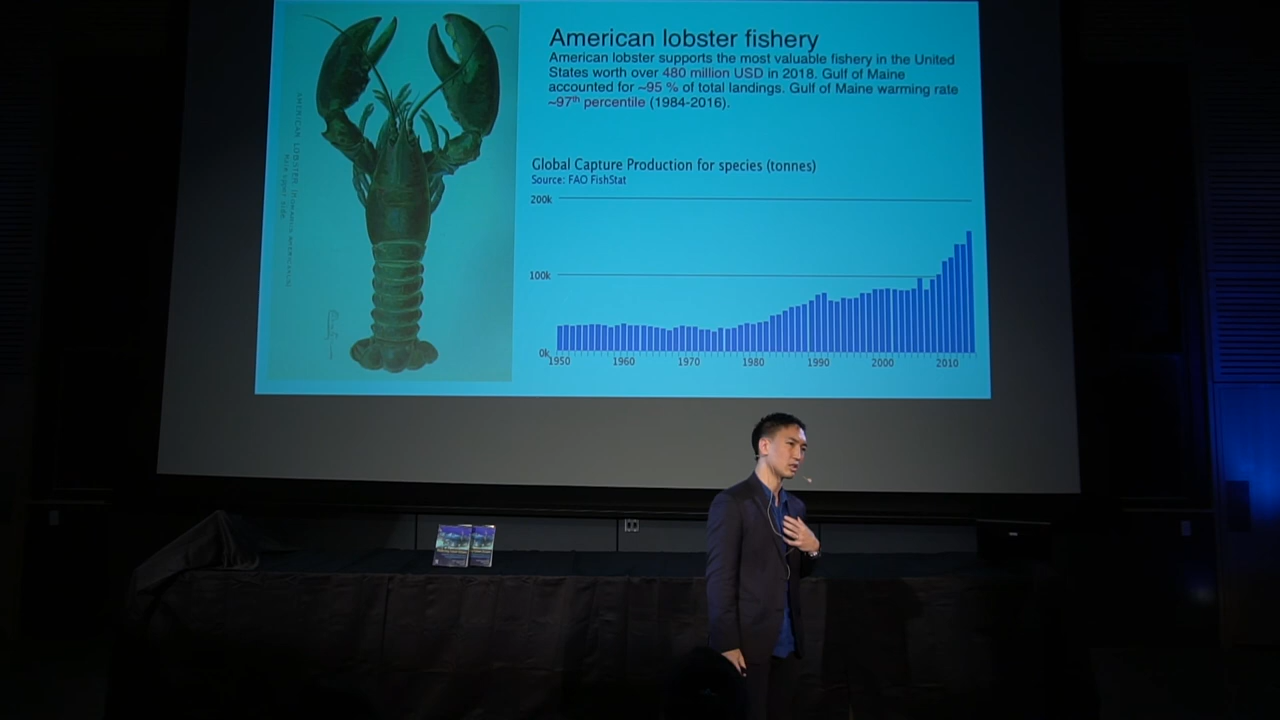 American lobster fishery
American lobster supports the most valuable fishery in the United
States worth over 480 million USD in 2018. Gulf of Maine
accounted for ~95 % of total landings. Gulf of Maine warming rate
~97th percentile (1984-2016).
Global Capture Production for species (tonnes)
Source: FAO FishStat
200k
100k
0k
1950 1960 1970 1980 1990 2000 2010
AMERICAN LOBSTER